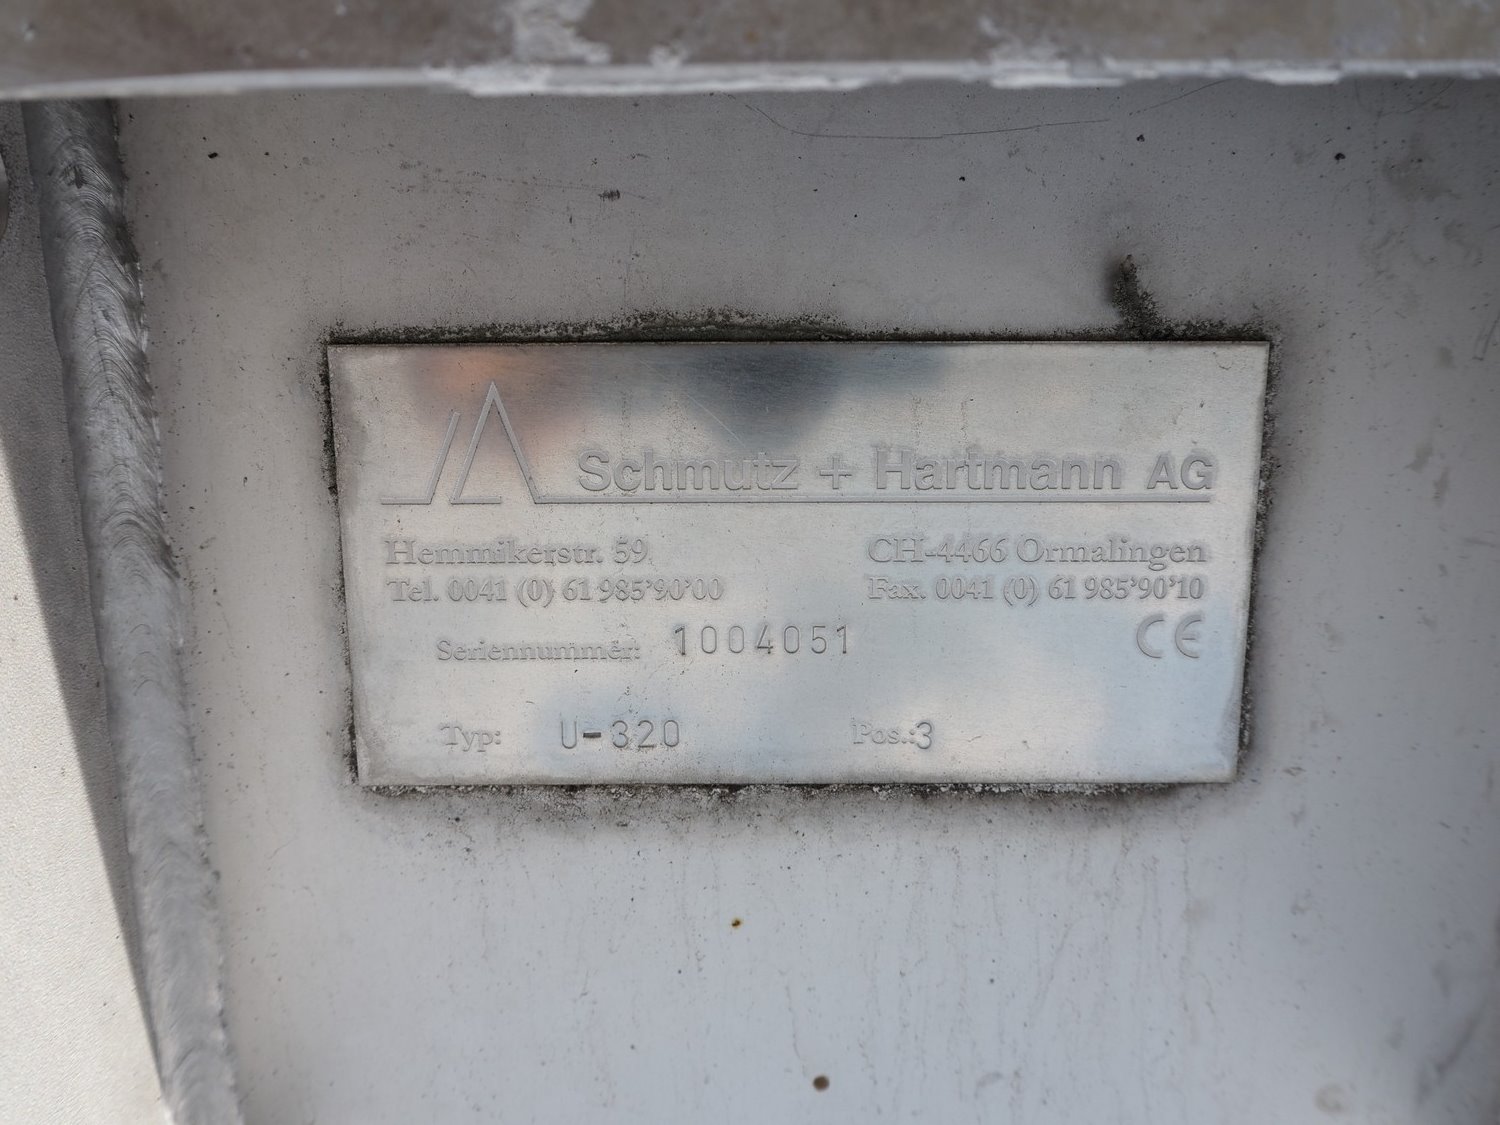 Schmutz + Hartmann AG
Hemmikerstr. 59 CH-4466 Ormalingen
Tel. 0041 (0) 61 985'90'00 Fax. 0041 (0) 61 985'90'10
Seriennummer: 1004051 CE
Typ: U-320 Pos.:3